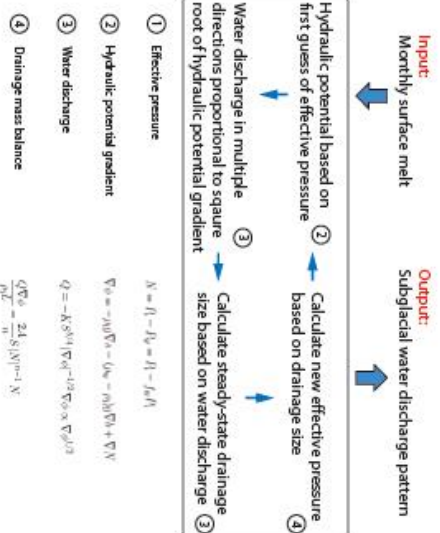 Input:
Monthly surface melt
Output:
Subglacial water discharge pattern
Hydraulic potential based on
first guess of effective pressure
②
Calculate new effective pressure
based on drainage size
④
Water discharge in multiple
directions proportional to sqaure
root of hydraulic potential gradient
③
Calculate steady-state drainage
size based on water discharge
③
① Effective pressure
② Hydraulic potential gradient
③ Water discharge
④ Drainage mass balance